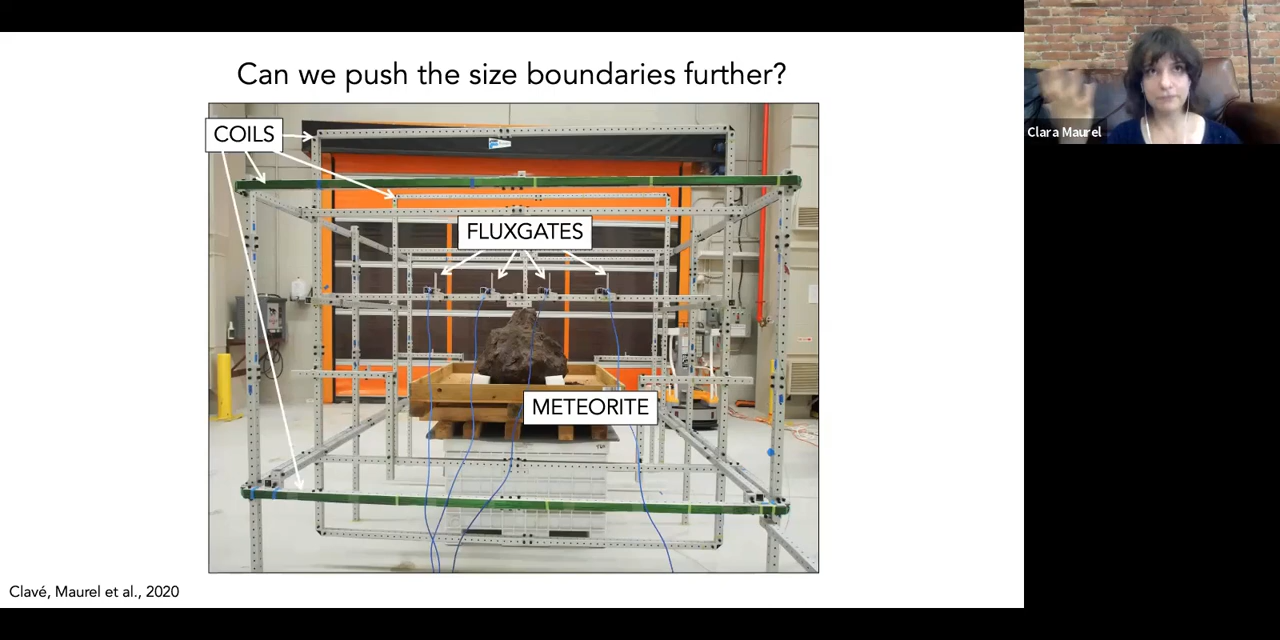 Can we push the size boundaries further?
COILS
FLUXGATES
METEORITE
Clavé, Maurel et al., 2020
Clara Maurel